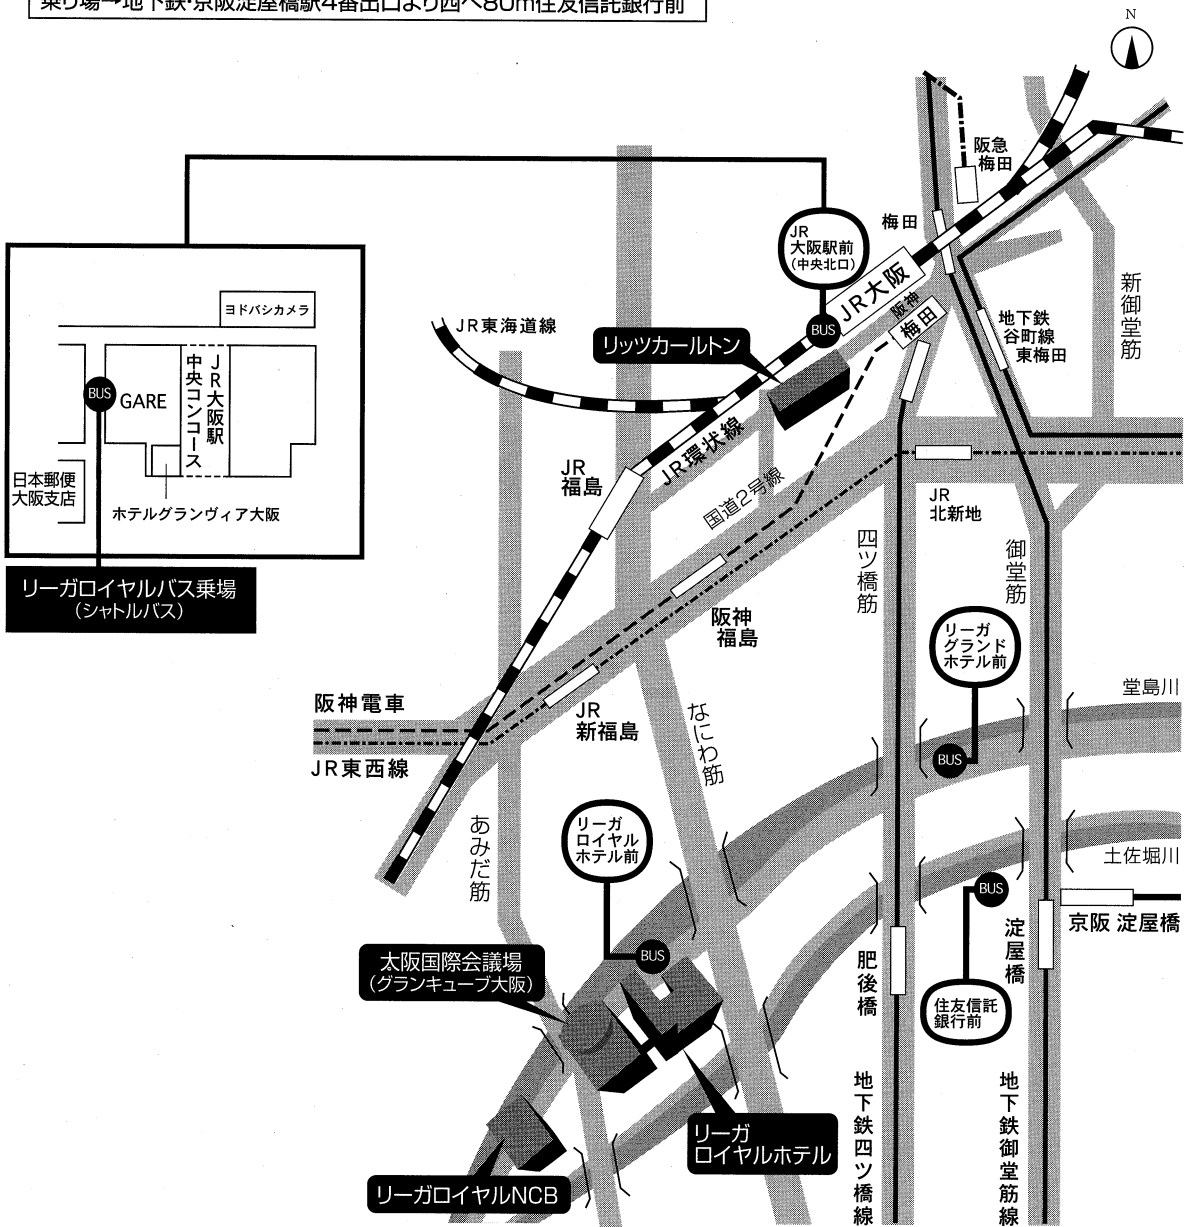 乗り場→地下鉄・京阪淀屋橋駅4番出口より西へ80m住友信託銀行前
N
阪急
梅田
梅田
JR
大阪駅前
(中央北口)
JR大阪
阪神
梅田
BUS
新御堂筋
地下鉄
谷町線
東梅田
JR東海道線
リッツカールトン
ヨドバシカメラ
BUS
GARE
中央コンコース
JR大阪駅
日本郵便
大阪支店
ホテルグランヴィア大阪
リーガロイヤルバス乗場
(シャトルバス)
JR環状線
JR
福島
国道2号線
JR
北新地
四ツ橋筋
御堂筋
阪神
福島
リーガ
グランド
ホテル前
BUS
堂島川
阪神電車
JR東西線
JR
新福島
なにわ筋
あみだ筋
リーガ
ロイヤル
ホテル前
BUS
土佐堀川
BUS
京阪 淀屋橋
淀屋橋
肥後橋
住友信託
銀行前
大阪国際会議場
(グランキューブ大阪)
リーガ
ロイヤルホテル
リーガロイヤルNCB
地下鉄四ツ橋線
地下鉄御堂筋線